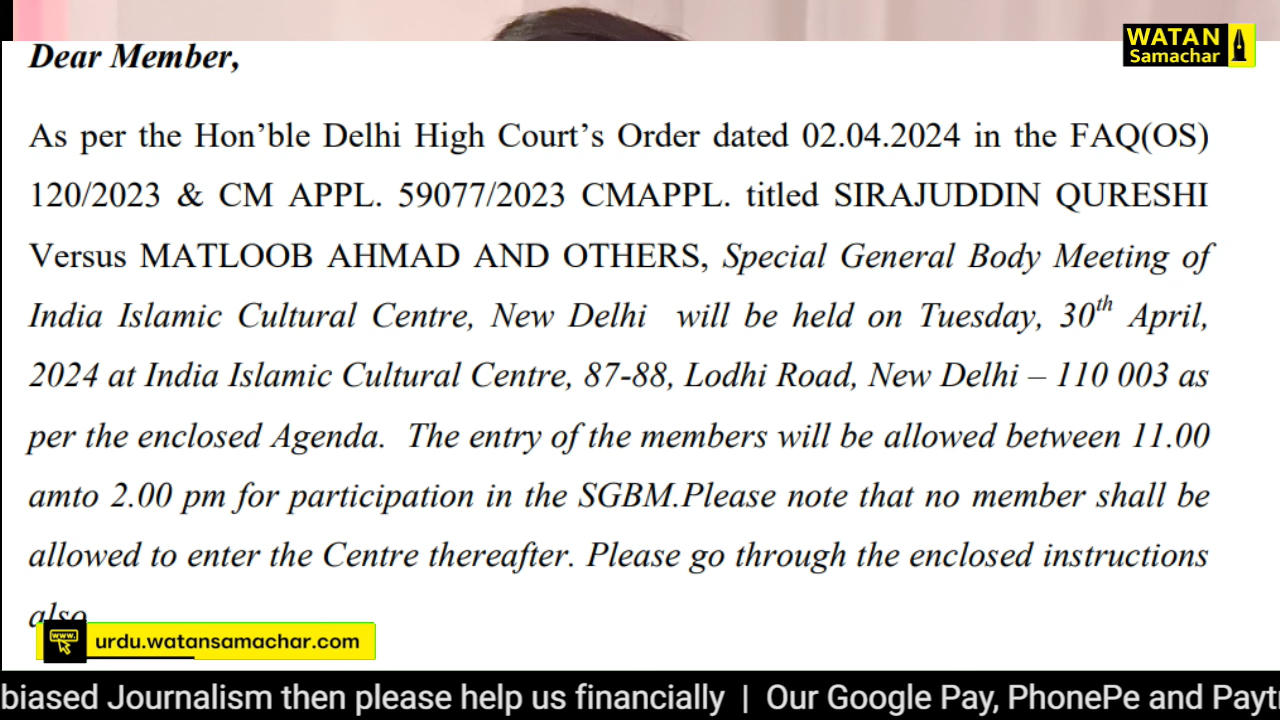 Dear Member,
WATAN
Samachar
As per the Hon’ble Delhi High Court’s Order dated 02.04.2024 in the FAQ(OS)
120/2023 & CM APPL. 59077/2023 CMAPPL. titled SIRAJUDDIN QURESHI
Versus MATLOOB AHMAD AND OTHERS, Special General Body Meeting of
India Islamic Cultural Centre, New Delhi will be held on Tuesday, 30th April,
2024 at India Islamic Cultural Centre, 87-88, Lodhi Road, New Delhi – 110 003 as
per the enclosed Agenda. The entry of the members will be allowed between 11.00
amto 2.00 pm for participation in the SGBM.Please note that no member shall be
allowed to enter the Centre thereafter. Please go through the enclosed instructions
also
www.
urdu.watansamachar.com
biased Journalism then please help us financially | Our Google Pay, PhonePe and Payt